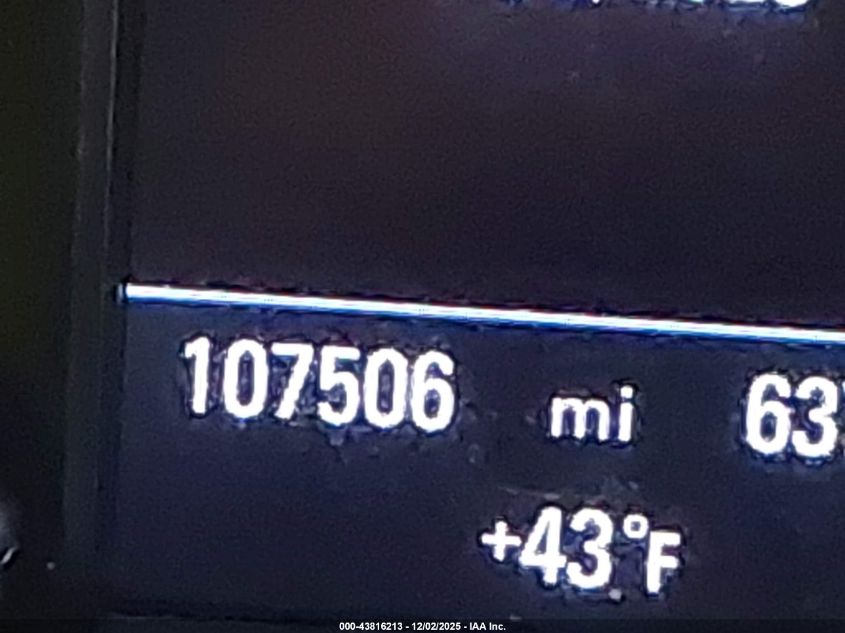 107506 mi 63
+43°F
000-43816213 - 12/02/2025 - IAA Inc.